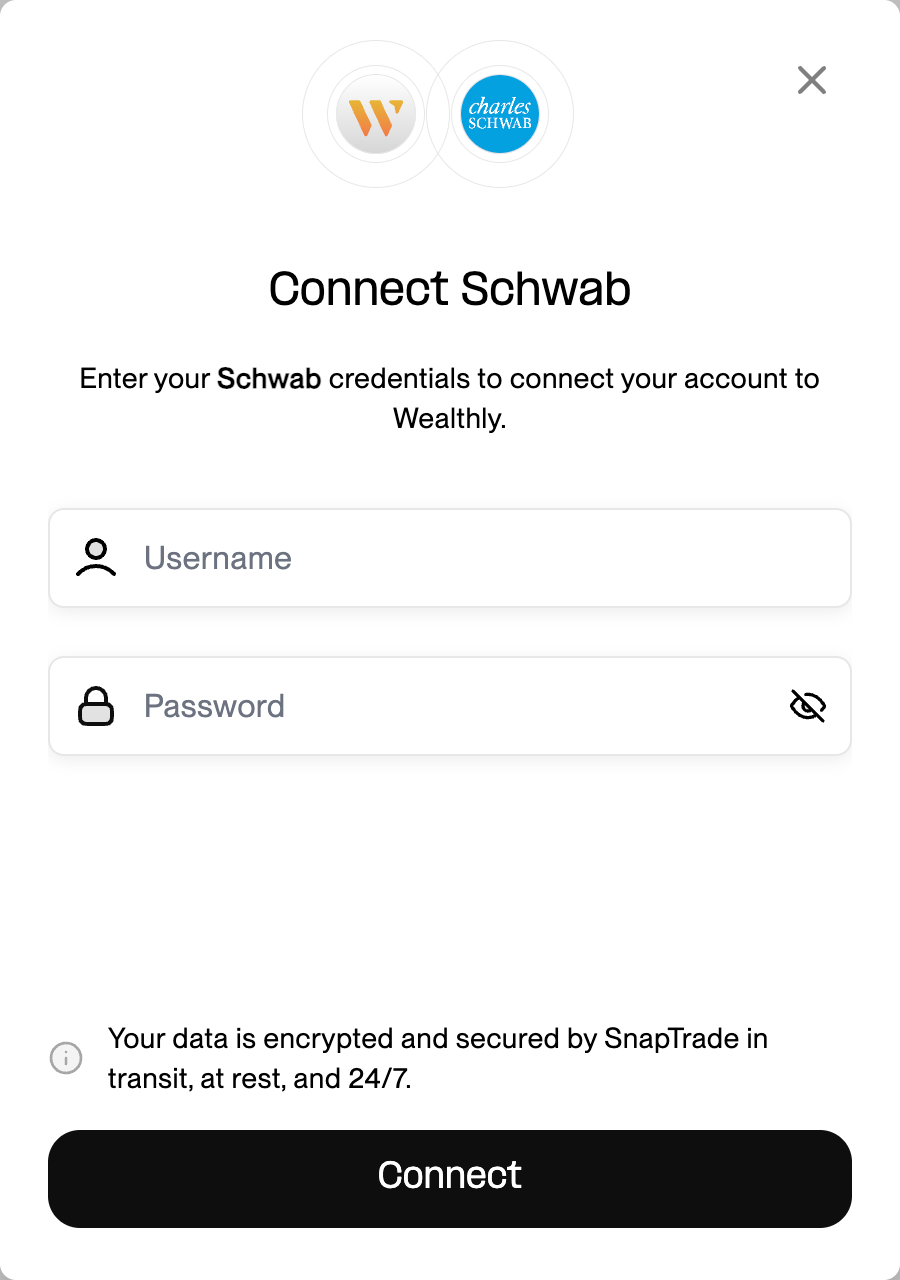 charles
SCHWAB
Connect Schwab
Enter your Schwab credentials to connect your account to
Wealthly.
Username
Password
Your data is encrypted and secured by SnapTrade in
transit, at rest, and 24/7.
Connect